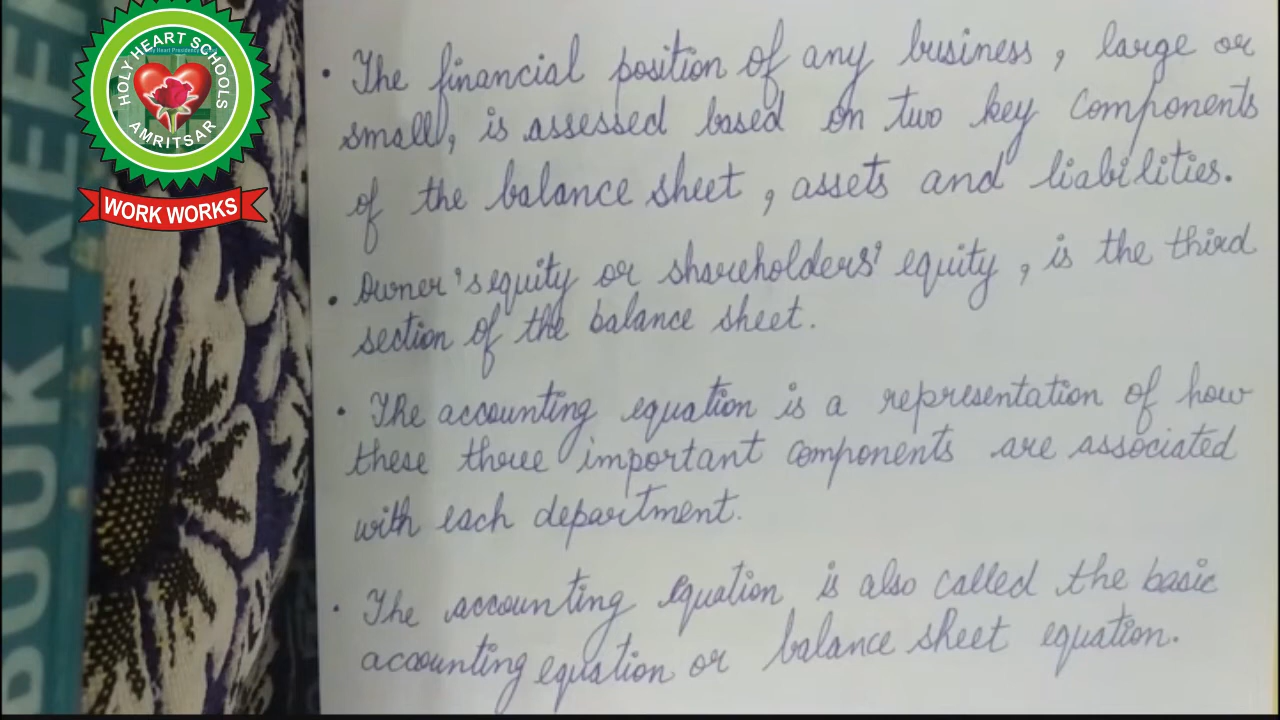 BOOK KEE
HOLY HEART SCHOOLS
AMRITSAR
WORK WORKS
• The financial position of any business, large or
small, is assessed based on two key components
of the balance sheet, assets and liabilities.
• Owner's equity or shareholders' equity, is the third
section of the balance sheet.
• The accounting equation is a representation of how
these three important components are associated
with each department.
• The accounting equation is also called the basic
accounting equation or balance sheet equation.